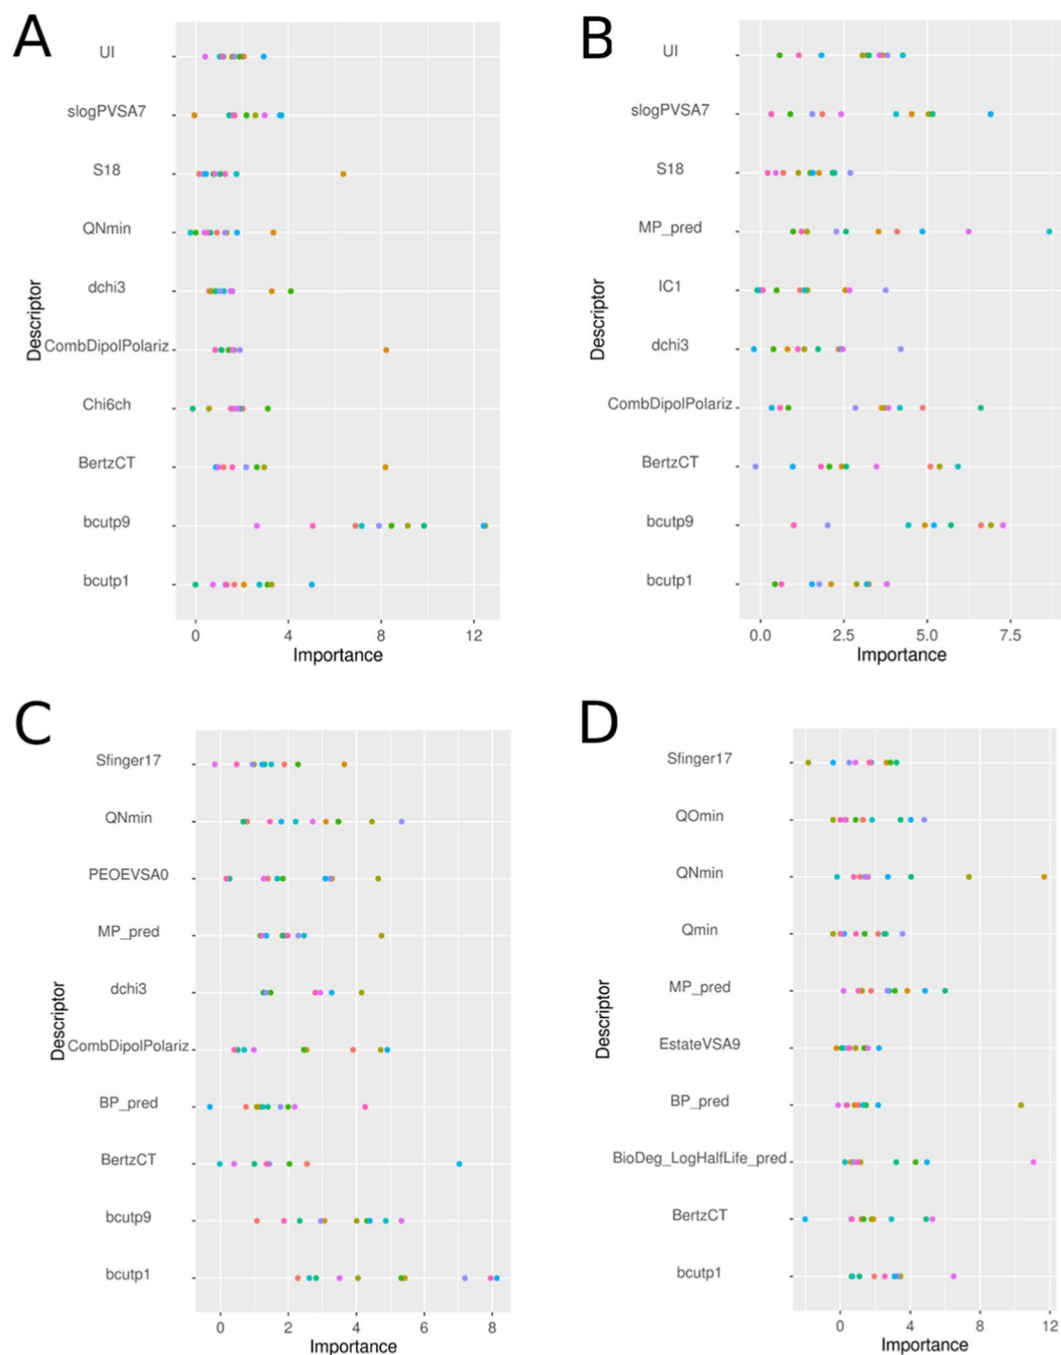 A
UI
slogPVSA7
S18
QNmin
dchi3
CombDipolPolariz
Chi6ch
BertzCT
bcutp9
bcutp1
Descriptor
0 4 8 12
Importance
B
UI
slogPVSA7
S18
MP_pred
IC1
dchi3
CombDipolPolariz
BertzCT
bcutp9
bcutp1
Descriptor
0.0 2.5 5.0 7.5
Importance
C
Sfinger17
QNmin
PEOEVSA0
MP_pred
dchi3
CombDipolPolariz
BP_pred
BertzCT
bcutp9
bcutp1
Descriptor
0 2 4 6 8
Importance
D
Sfinger17
QOmin
QNmin
Qmin
MP_pred
EstateVSA9
BP_pred
BioDeg_LogHalfLife_pred
BertzCT
bcutp1
Descriptor
0 4 8 12
Importance